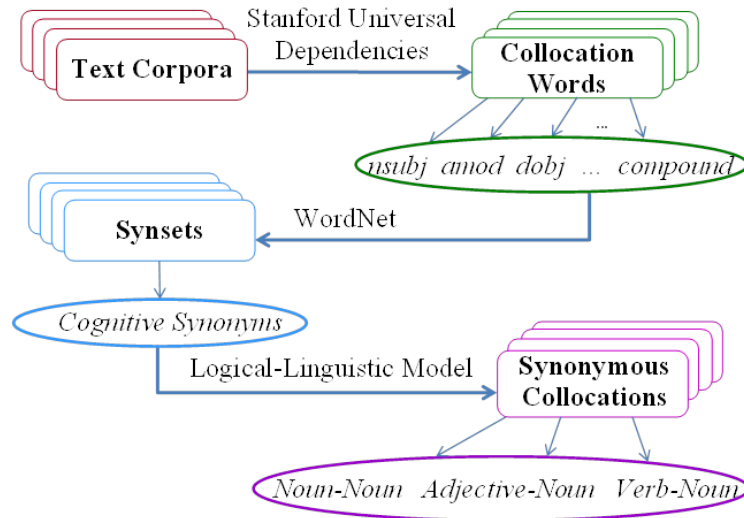 Stanford Universal
Dependencies
Text Corpora
Collocation
Words
...
nsubj amod dobj ... compound
WordNet
Synsets
Cognitive Synonyms
Logical-Linguistic Model
Synonymous
Collocations
Noun-Noun Adjective-Noun Verb-Noun